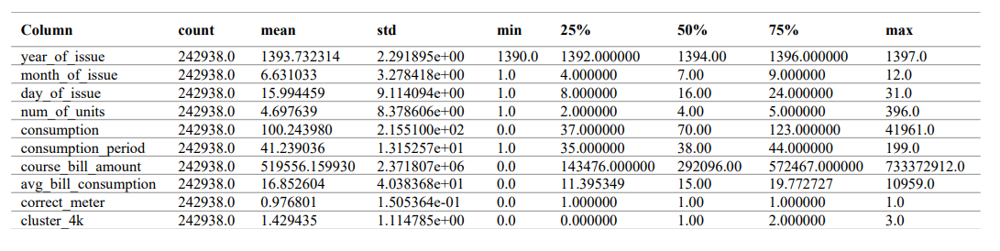 Column count mean std min 25% 50% 75% max
year_of_issue 242938.0 1393.732314 2.291895e+00 1390.0 1392.000000 1394.00 1396.000000 1397.0
month_of_issue 242938.0 6.631033 3.278418e+00 1.0 4.000000 7.00 9.000000 12.0
day_of_issue 242938.0 15.994459 9.114094e+00 1.0 8.000000 16.00 24.000000 31.0
num_of_units 242938.0 4.697639 8.378606e+00 1.0 2.000000 4.00 5.000000 396.0
consumption 242938.0 100.243980 2.155100e+02 0.0 37.000000 70.00 123.000000 41961.0
consumption_period 242938.0 41.239036 1.315257e+01 1.0 35.000000 38.00 44.000000 199.0
course_bill_amount 242938.0 519556.159930 2.371807e+06 0.0 143476.000000 292096.00 572467.000000 733372912.0
avg_bill_consumption 242938.0 16.852604 4.038368e+01 0.0 11.395349 15.00 19.772727 10959.0
correct_meter 242938.0 0.976801 1.505364e-01 0.0 1.000000 1.00 1.000000 1.0
cluster_4k 242938.0 1.429435 1.114785e+00 0.0 0.000000 1.00 2.000000 3.0